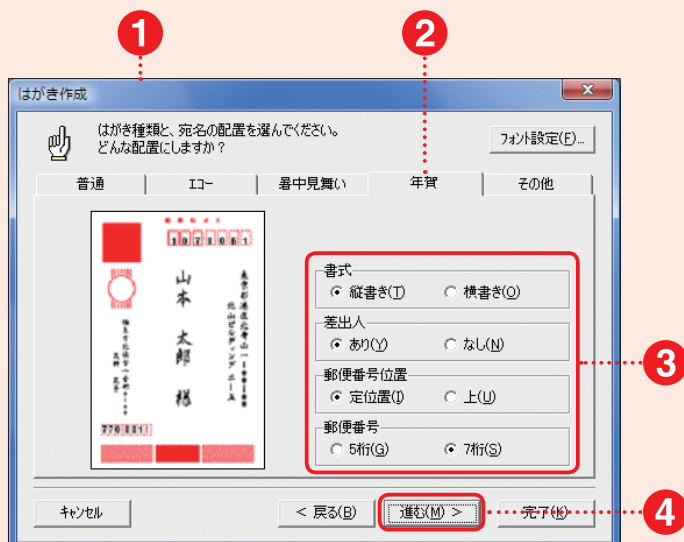 1
2
はがき作成
はがき種類と、宛名の配置を選んでください。
どんな配置にしますか？
フォント設定(F)...
普通
エコー
暑中見舞い
年賀
その他
山本 太郎 様
書式
縦書き(T)
横書き(O)
差出人
あり(Y)
なし(N)
3
郵便番号位置
定位置(I)
上(U)
郵便番号
5桁(G)
7桁(S)
キャンセル
< 戻る(B)
進む(M) >
完了(K)
4